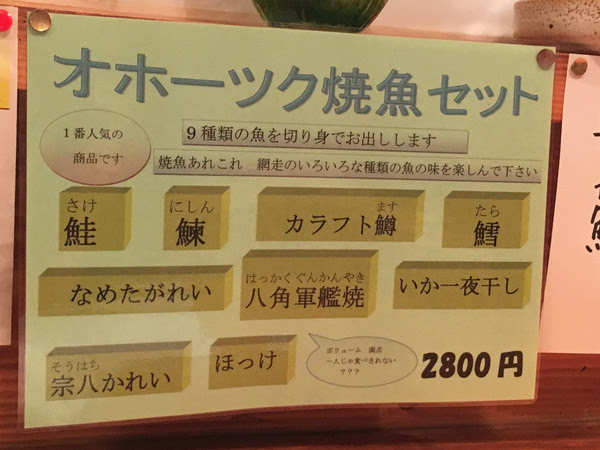 オホーツク焼魚セット
1番人気の
商品です
9種類の魚を切り身でお出しします
焼魚あれこれ 網走のいろいろな種類の魚の味を楽しんで下さい
さけ
鮭
にしん
鰊
ます
カラフト鱒
たら
鱈
なめたがれい
はっかくぐんかんやき
八角軍艦焼
いか一夜干し
そうはち
宗八かれい
ほっけ
ボリューム 満点
一人じゃ食べきれない
???
2800円